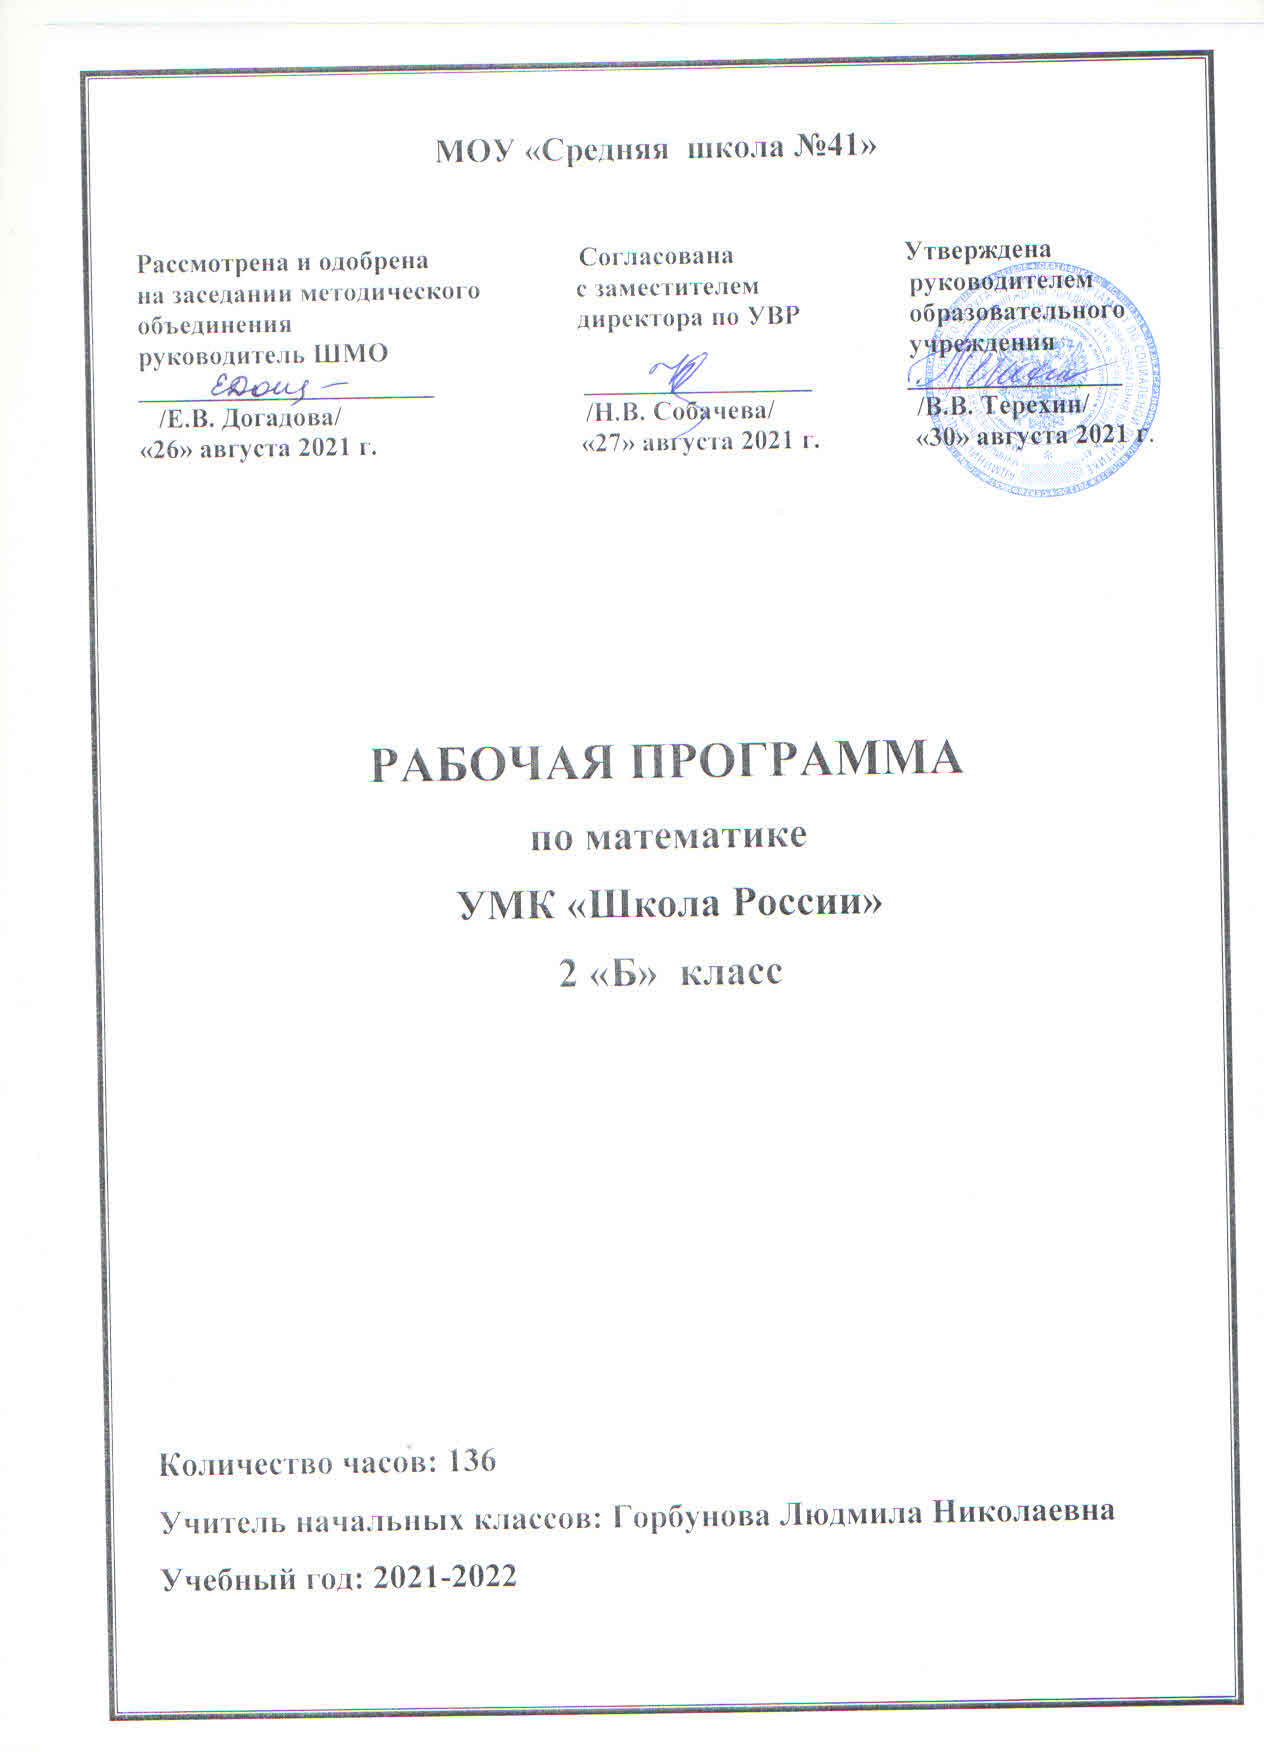 МОУ «Средняя школа №41»
Рассмотрена и одобрена
на заседании методического
объединения
руководитель ШМО
/Е.В. Догадова/
«26» августа 2021 г.
Согласована
с заместителем
директора по УВР
/Н.В. Собачева/
«27» августа 2021 г.
Утверждена
руководителем
образовательного
учреждения
/В.В. Терехин/
«30» августа 2021 г.
РАБОЧАЯ ПРОГРАММА
по математике
УМК «Школа России»
2 «Б» класс
Количество часов: 136
Учитель начальных классов: Горбунова Людмила Николаевна
Учебный год: 2021-2022